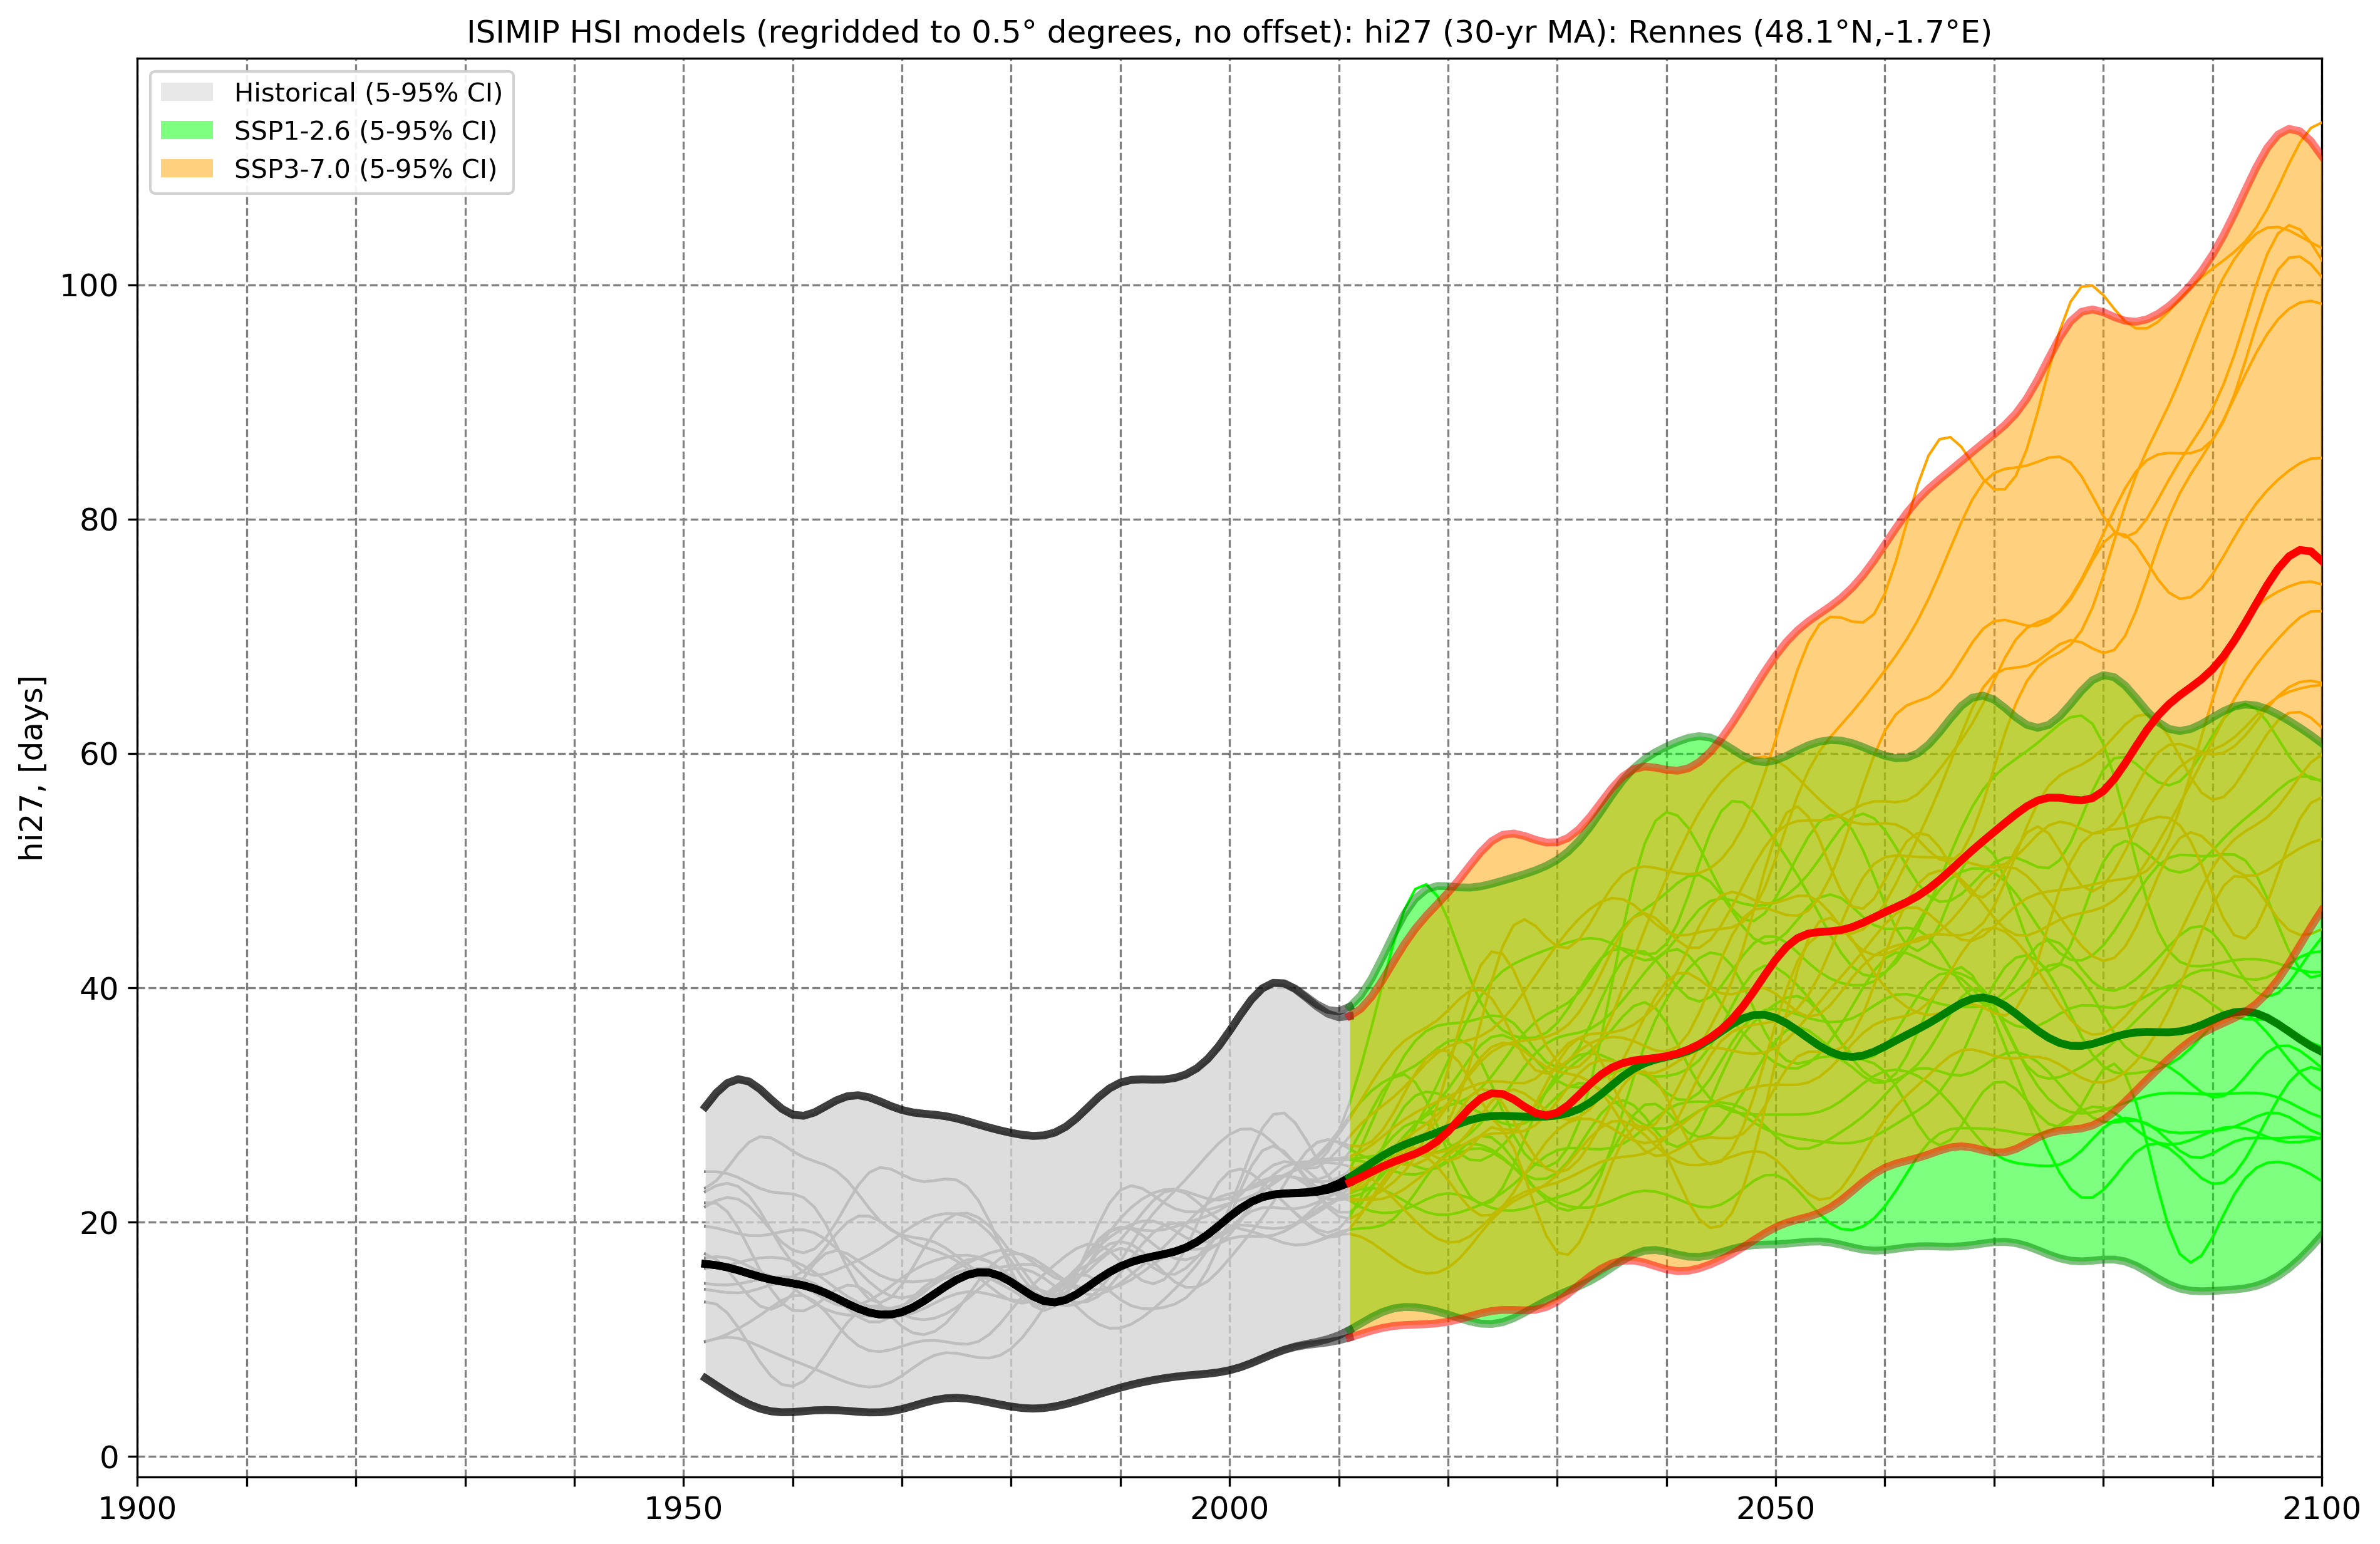 ISIMIP HSI models (regridded to 0.5° degrees, no offset): hi27 (30-yr MA): Rennes (48.1°N,-1.7°E)
Historical (5-95% CI)
SSP1-2.6 (5-95% CI)
SSP3-7.0 (5-95% CI)
100
80
60
40
20
0
hi27, [days]
1900 1950 2000 2050 2100